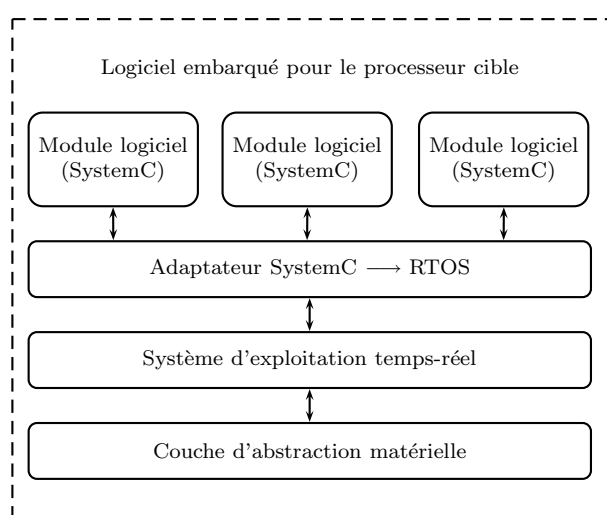 Logiciel embarqué pour le processeur cible
Module logiciel
(SystemC)
Module logiciel
(SystemC)
Module logiciel
(SystemC)
Adaptateur SystemC ⟶ RTOS
Système d'exploitation temps-réel
Couche d'abstraction matérielle